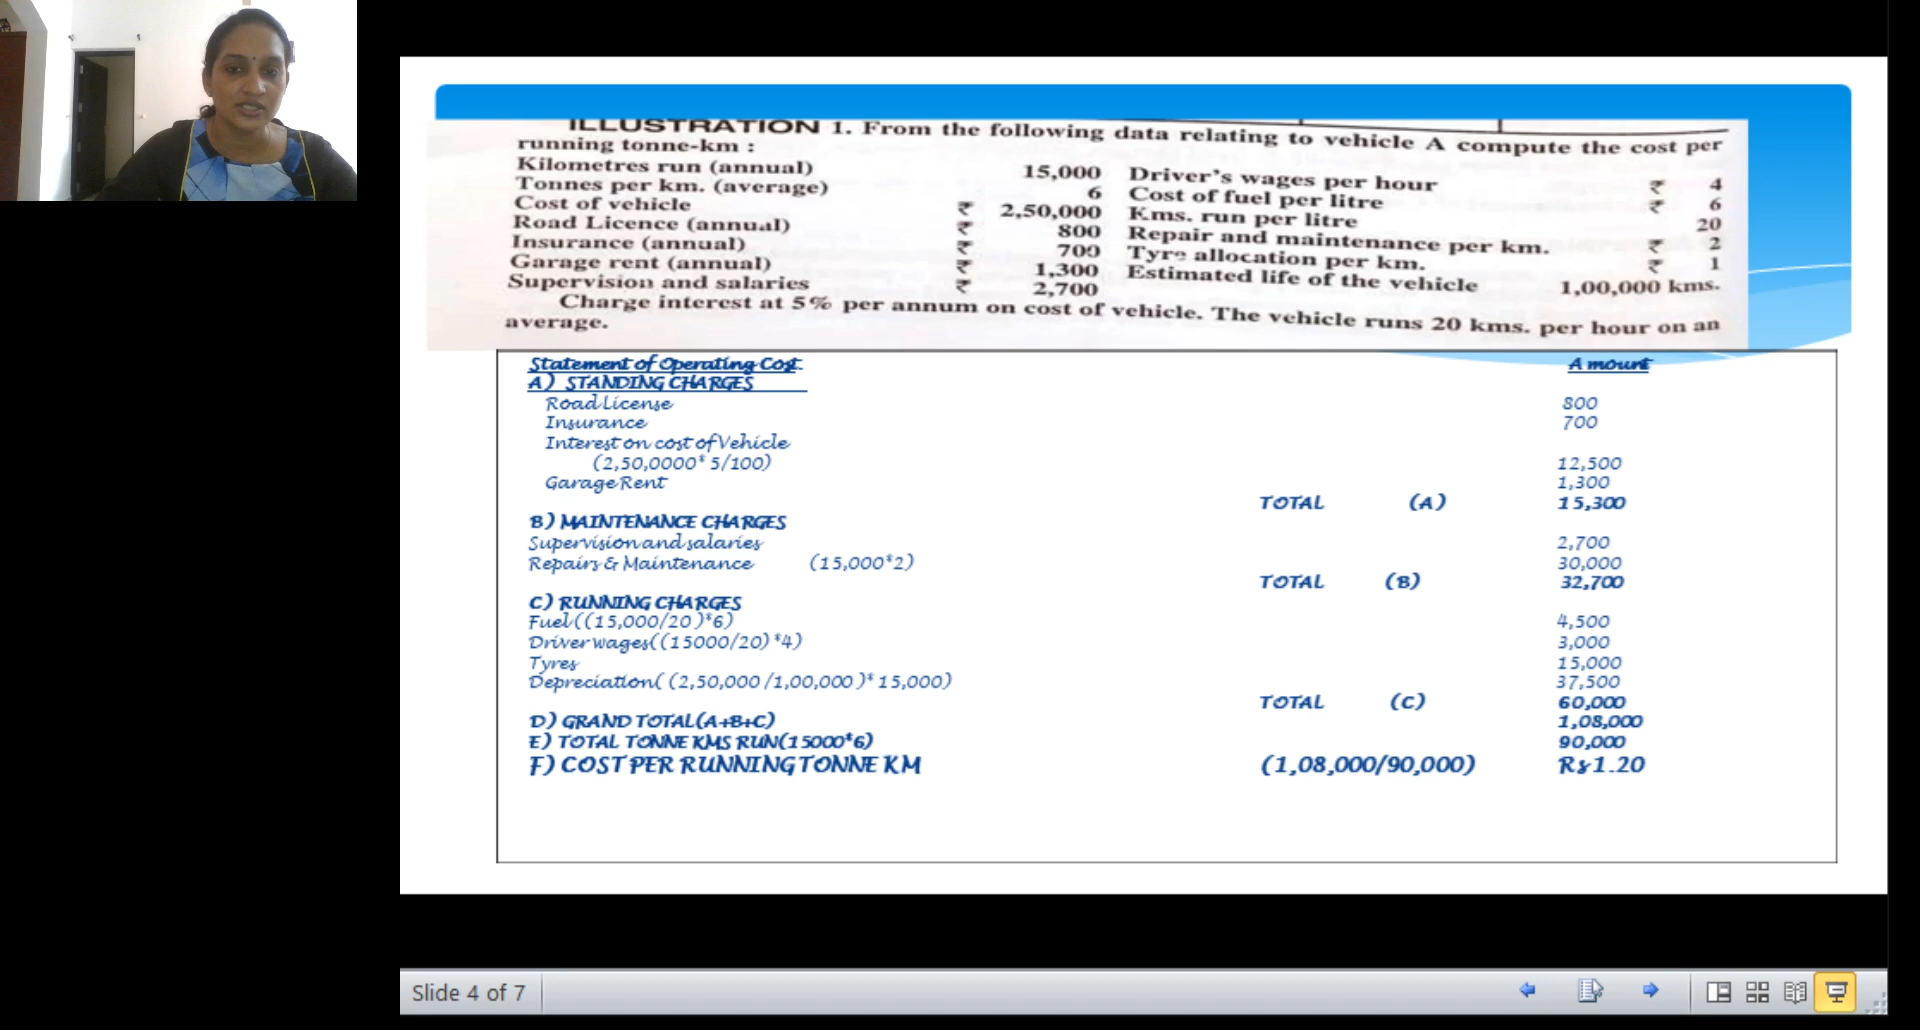 ILLUSTRATION 1. From the following data relating to vehicle A compute the cost per
running tonne-km :
Kilometres run (annual) 15,000 Driver's wages per hour ₹ 4
Tonnes per km. (average) 6 Cost of fuel per litre ₹ 6
Cost of vehicle ₹ 2,50,000 Kms. run per litre 20
Road Licence (annual) ₹ 800 Repair and maintenance per km. ₹ 2
Insurance (annual) ₹ 700 Tyre allocation per km. ₹ 1
Garage rent (annual) ₹ 1,300 Estimated life of the vehicle 1,00,000 kms.
Supervision and salaries ₹ 2,700
Charge interest at 5% per annum on cost of vehicle. The vehicle runs 20 kms. per hour on an
average.
Statement of Operating Cost Amount
A) STANDING CHARGES
Road License 800
Insurance 700
Interest on cost of Vehicle
(2,50,0000*5/100) 12,500
Garage Rent 1,300
TOTAL (A) 15,300
B) MAINTENANCE CHARGES
Supervision and salaries 2,700
Repairs & Maintenance (15,000*2) 30,000
TOTAL (B) 32,700
C) RUNNING CHARGES
Fuel((15,000/20 )*6) 4,500
Driver wages((15000/20)*4) 3,000
Tyres 15,000
Depreciation( (2,50,000 /1,00,000 )* 15,000) 37,500
TOTAL (C) 60,000
D) GRAND TOTAL(A+B+C) 1,08,000
E) TOTAL TONNE KMS RUN(15000*6) 90,000
F) COST PER RUNNING TONNE KM (1,08,000/90,000) Rs 1.20
Slide 4 of 7